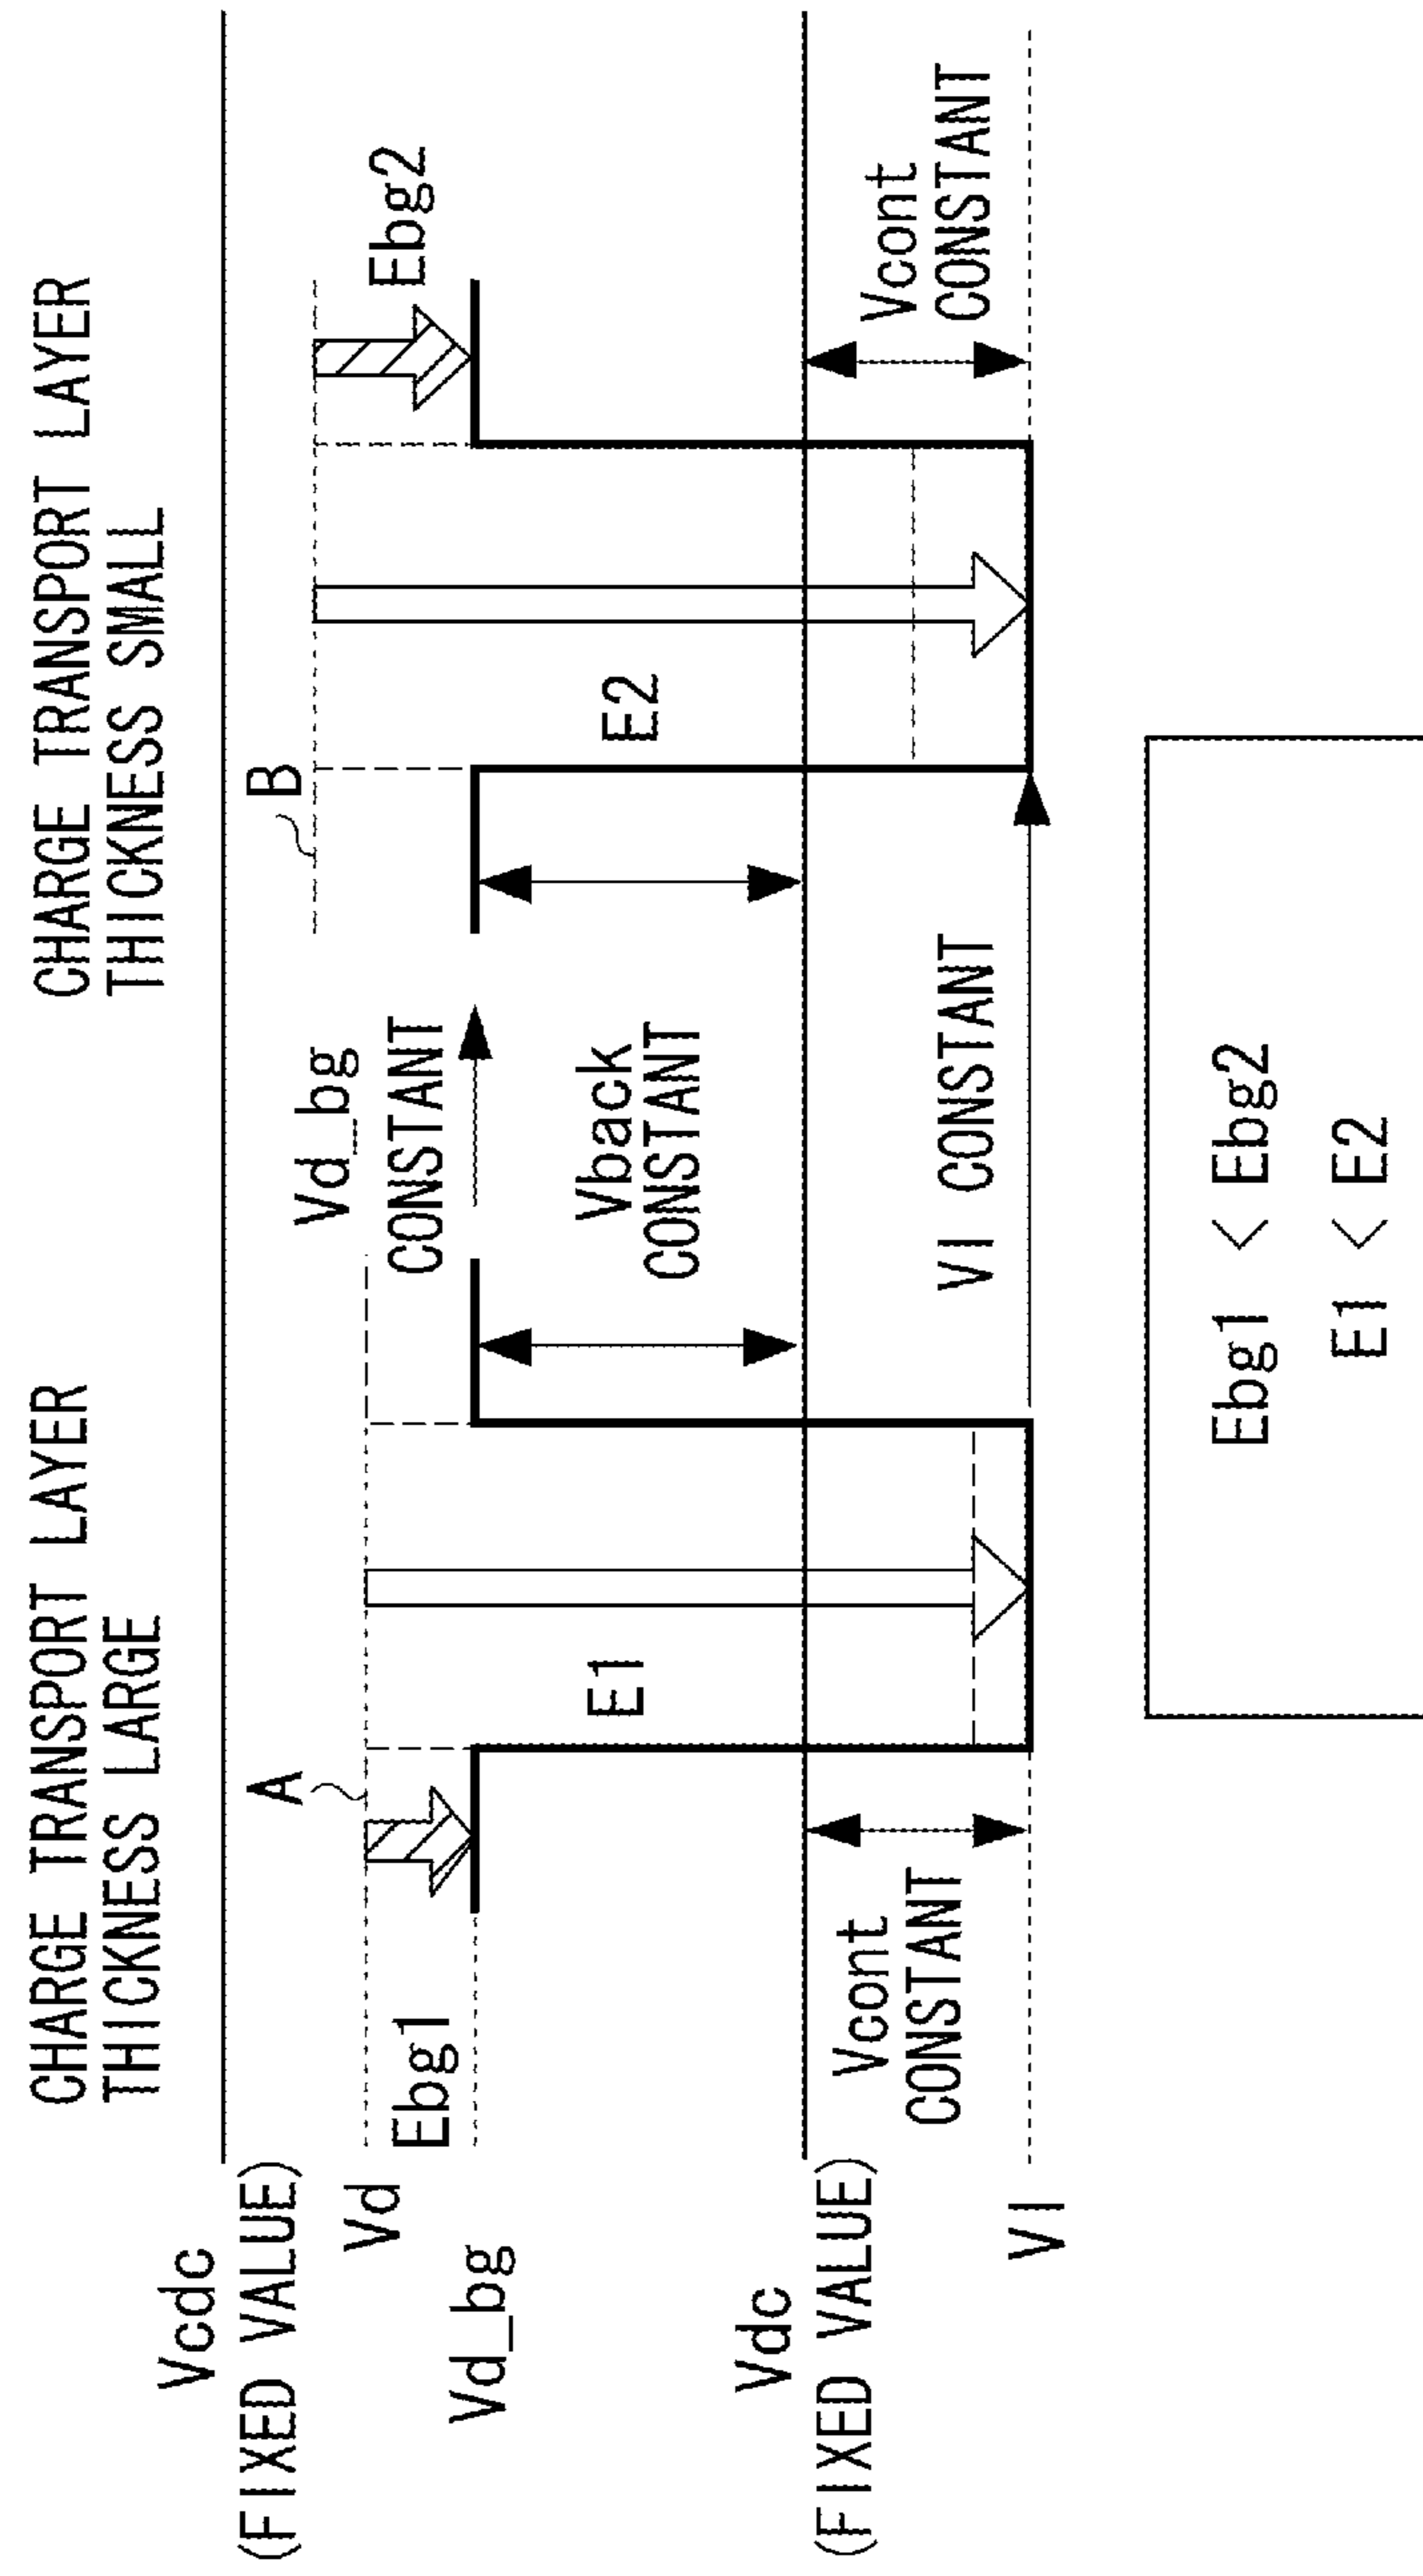 CHARGE TRANSPORT LAYER
THICKNESS LARGE
CHARGE TRANSPORT LAYER
THICKNESS SMALL
Vcdc
(FIXED VALUE)
Vd
Vd_bg
Vdc
(FIXED VALUE)
Vl
Ebg1
A
E1
Vcont
CONSTANT
Vd_bg
CONSTANT
Vback
CONSTANT
Vl CONSTANT
B
E2
Ebg2
Vcont
CONSTANT
Ebg1 < Ebg2
E1 < E2